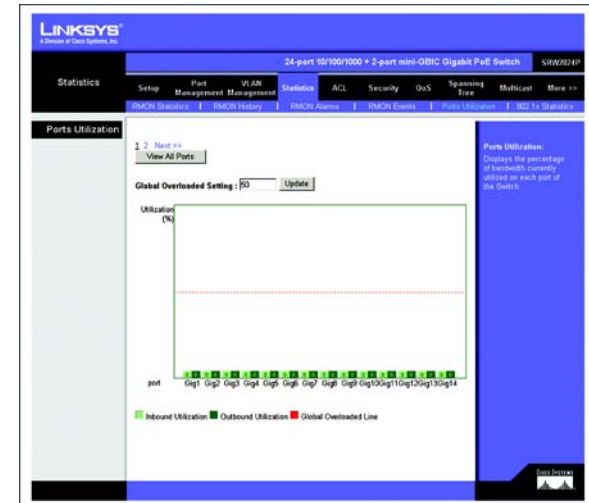 LINKSYS®
A Division of Cisco Systems, Inc.
24-port 10/100/1000 + 2-port mini-GBIC Gigabit PoE Switch SRW2024P
Statistics
Setup Port Management VLAN Management Statistics ACL Security QoS Spanning Tree Multicast More >>
RMON Statistics | RMON History | RMON Alarms | RMON Events | Ports Utilization | 802.1x Statistics
Ports Utilization
1 2 Next >>
View All Ports
Global Overloaded Setting : 50 Update
Utilization
(%)
port Gig1 Gig2 Gig3 Gig4 Gig5 Gig6 Gig7 Gig8 Gig9 Gig10 Gig11 Gig12 Gig13 Gig14
Inbound Utilization Outbound Utilization Global Overloaded Line
Ports Utilization:
Displays the percentage
of bandwidth currently
utilized on each port of
the Switch.
CISCO SYSTEMS